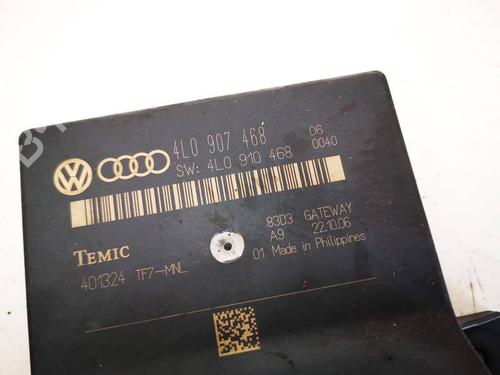 4L0 907 468 06
SW: 4L0 910 468 0040
TEMIC
8303 GATEWAY
A9 22.10.06
401324 TF7-MNL
01 Made in Philippines